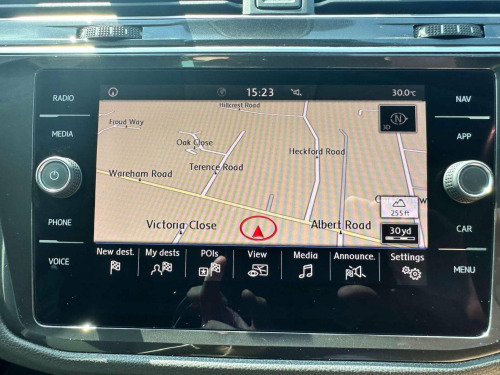 RADIO
MEDIA
PHONE
VOICE
15:23
30.0°C
Hillcrest Road
Froud Way
Oak Close
Terence Road
Heckford Road
Wareham Road
Victoria Close
Albert Road
N
3D
255 ft
30yd
New dest.
My dests
POIs
View
Media
Announce.
Settings
NAV
APP
CAR
MENU